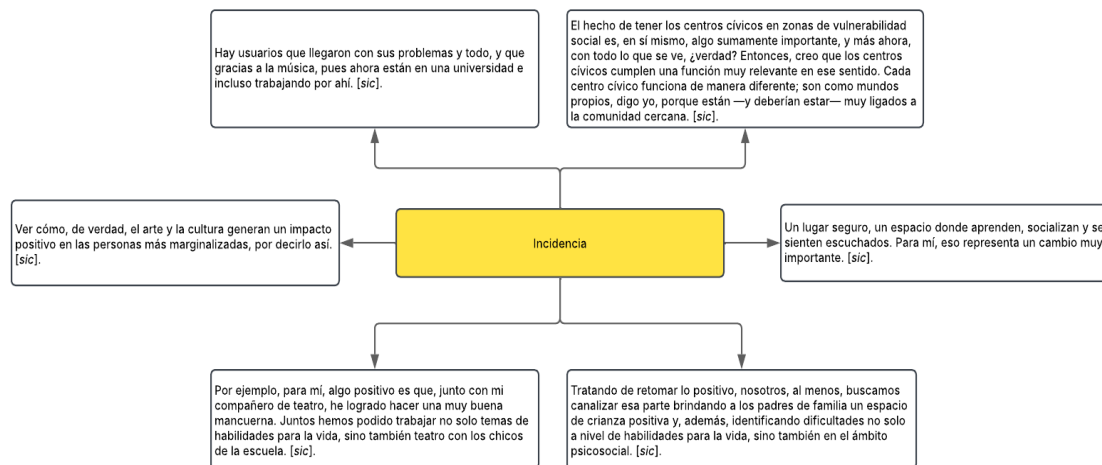 Hay usuarios que llegaron con sus problemas y todo, y que
gracias a la música, pues ahora están en una universidad e
incluso trabajando por ahí. [sic].
El hecho de tener los centros cívicos en zonas de vulnerabilidad
social es, en sí mismo, algo sumamente importante, y más ahora,
con todo lo que se ve, ¿verdad? Entonces, creo que los centros
cívicos cumplen una función muy relevante en ese sentido. Cada
centro cívico funciona de manera diferente; son como mundos
propios, digo yo, porque están —y deberían estar— muy ligados a
la comunidad cercana. [sic].
Ver cómo, de verdad, el arte y la cultura generan un impacto
positivo en las personas más marginalizadas, por decirlo así.
[sic].
Incidencia
Un lugar seguro, un espacio donde aprenden, socializan y se
sienten escuchados. Para mí, eso representa un cambio muy
importante. [sic].
Por ejemplo, para mí, algo positivo es que, junto con mi
compañero de teatro, he logrado hacer una muy buena
mancuerna. Juntos hemos podido trabajar no solo temas de
habilidades para la vida, sino también teatro con los chicos
de la escuela. [sic].
Tratando de retomar lo positivo, nosotros, al menos, buscamos
canalizar esa parte brindando a los padres de familia un espacio
de crianza positiva y, además, identificando dificultades no solo
a nivel de habilidades para la vida, sino también en el ámbito
psicosocial. [sic].